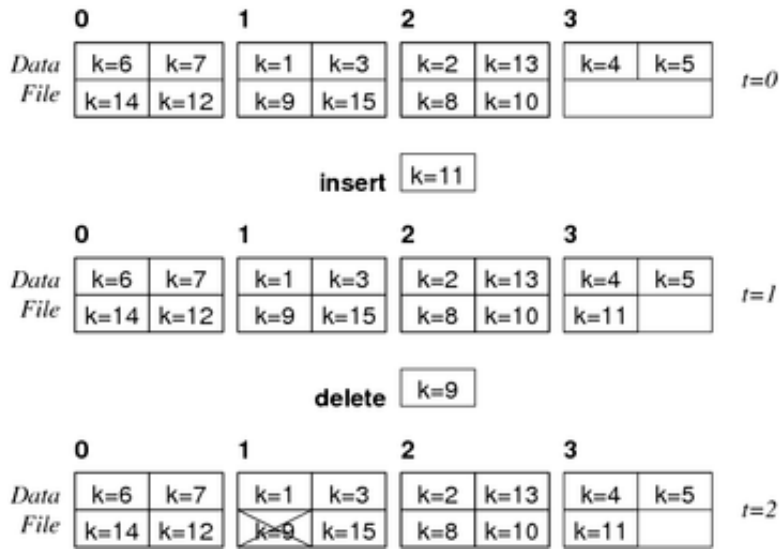 0 1 2 3
Data k=6 k=7 k=1 k=3 k=2 k=13 k=4 k=5 t=0
File k=14 k=12 k=9 k=15 k=8 k=10
insert k=11
0 1 2 3
Data k=6 k=7 k=1 k=3 k=2 k=13 k=4 k=5 t=1
File k=14 k=12 k=9 k=15 k=8 k=10 k=11
delete k=9
0 1 2 3
Data k=6 k=7 k=1 k=3 k=2 k=13 k=4 k=5 t=2
File k=14 k=12 k=9 k=15 k=8 k=10 k=11